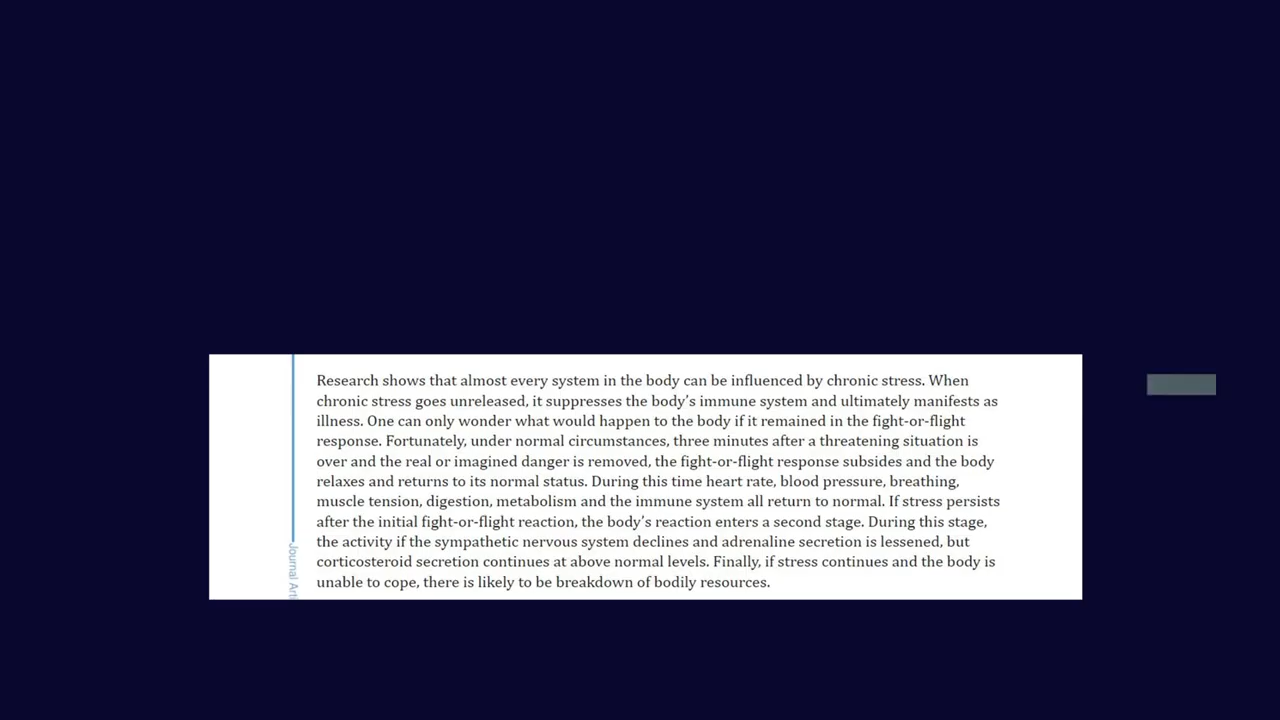 Research shows that almost every system in the body can be influenced by chronic stress. When
chronic stress goes unreleased, it suppresses the body's immune system and ultimately manifests as
illness. One can only wonder what would happen to the body if it remained in the fight-or-flight
response. Fortunately, under normal circumstances, three minutes after a threatening situation is
over and the real or imagined danger is removed, the fight-or-flight response subsides and the body
relaxes and returns to its normal status. During this time heart rate, blood pressure, breathing,
muscle tension, digestion, metabolism and the immune system all return to normal. If stress persists
after the initial fight-or-flight reaction, the body's reaction enters a second stage. During this stage,
the activity if the sympathetic nervous system declines and adrenaline secretion is lessened, but
corticosteroid secretion continues at above normal levels. Finally, if stress continues and the body is
unable to cope, there is likely to be breakdown of bodily resources.
Journal Arti